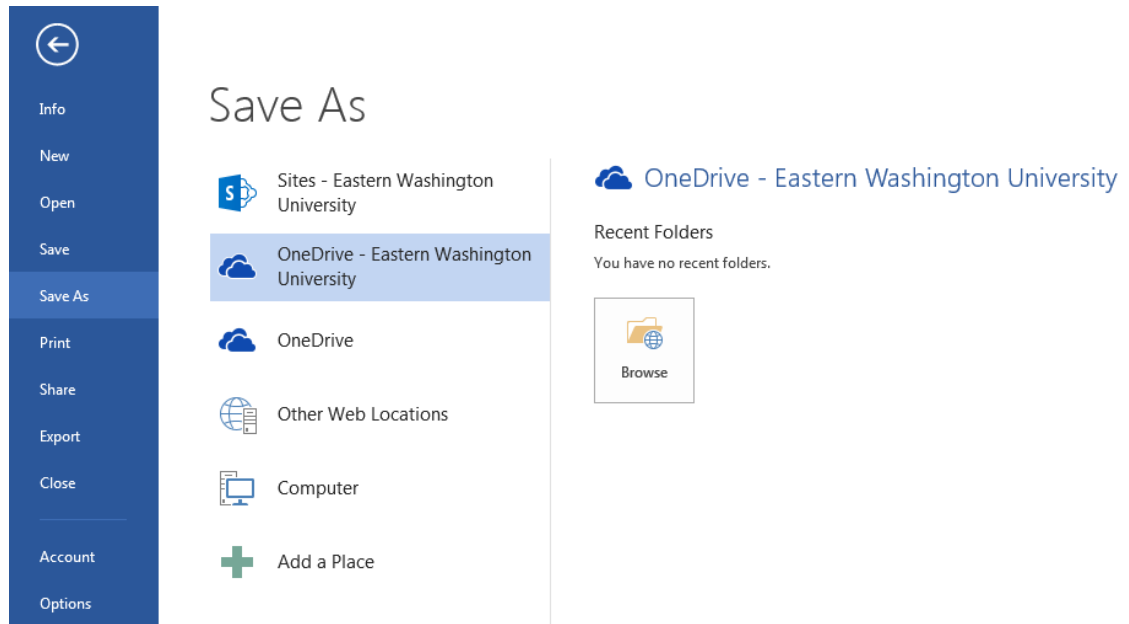 Info
New
Open
Save
Save As
Print
Share
Export
Close
Account
Options
Save As
S
Sites - Eastern Washington
University
OneDrive - Eastern Washington
University
OneDrive
Other Web Locations
Computer
Add a Place
OneDrive - Eastern Washington University
Recent Folders
You have no recent folders.
Browse